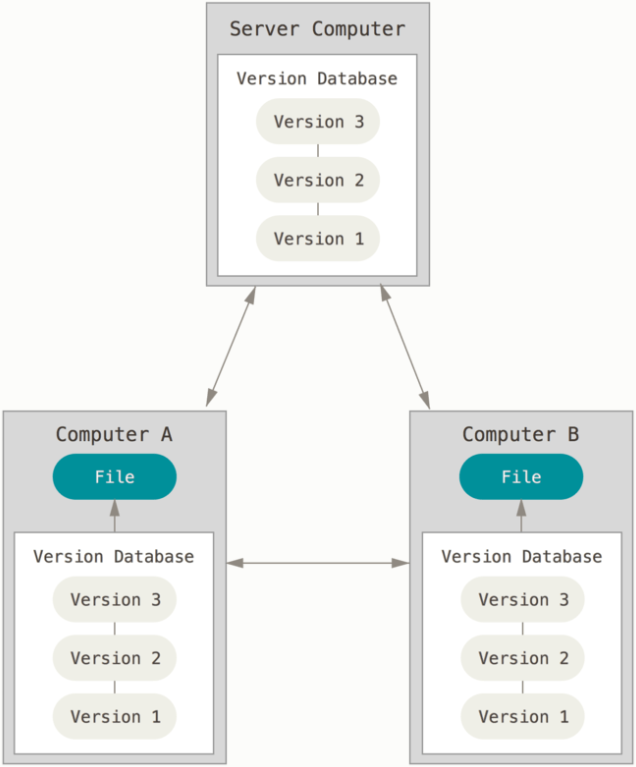 Server Computer
Version Database
Version 3
Version 2
Version 1
Computer A
File
Version Database
Version 3
Version 2
Version 1
Computer B
File
Version Database
Version 3
Version 2
Version 1